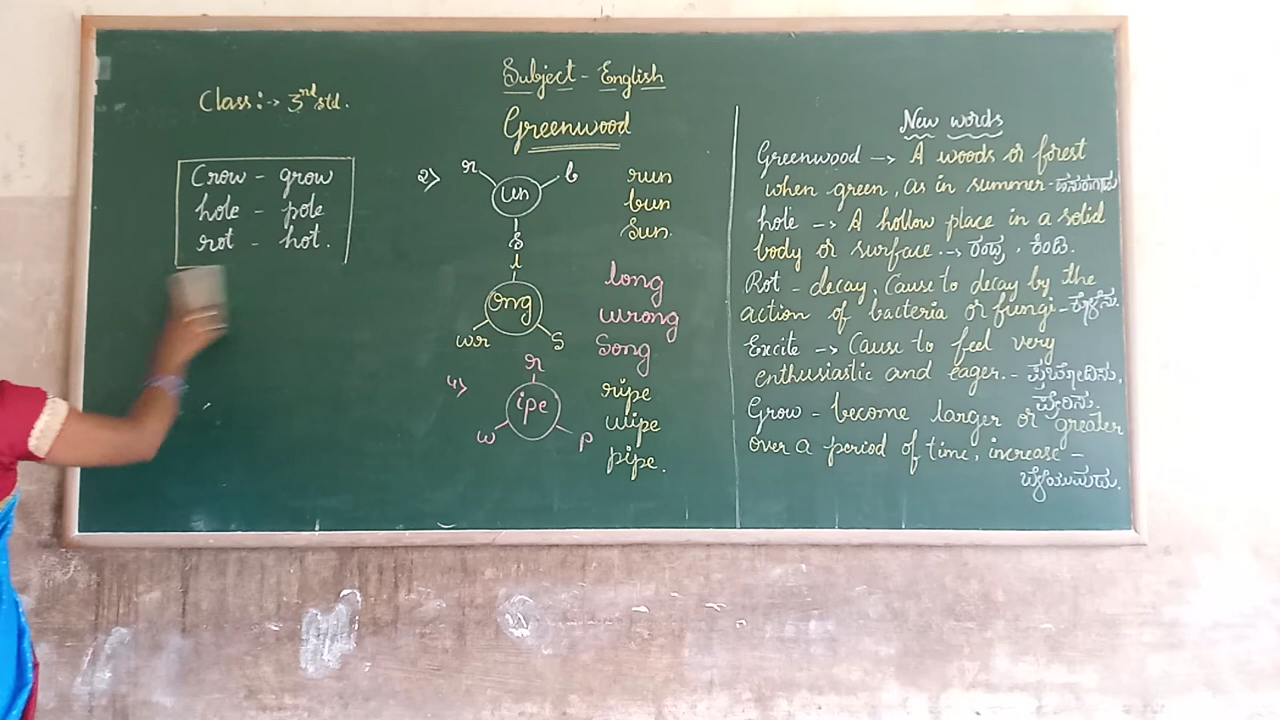 Subject - English
Class :-> 3nd std.
Greenwood
Crow - grow
hole - pole
rot - hot.
2>
r
b
un
S
run
bun
Sun.
l
ong
wr
S
long
wrong
Song
4>
r
ipe
w
p
ripe
wipe
pipe.
New words
Greenwood --> A woods or forest
when green, as in summer -
hole --> A hollow place in a solid
body or surface. --> ರಂಧ್ರ, ಕಿಂಡಿ.
Rot - decay, Cause to decay by the
action of bacteria or fungi -
Excite --> Cause to feel very
enthusiastic and eager. - ಪ್ರಚೋದಿಸು,
ಪ್ರೇರಿಸು.
Grow - become larger or greater
over a period of time, increase -